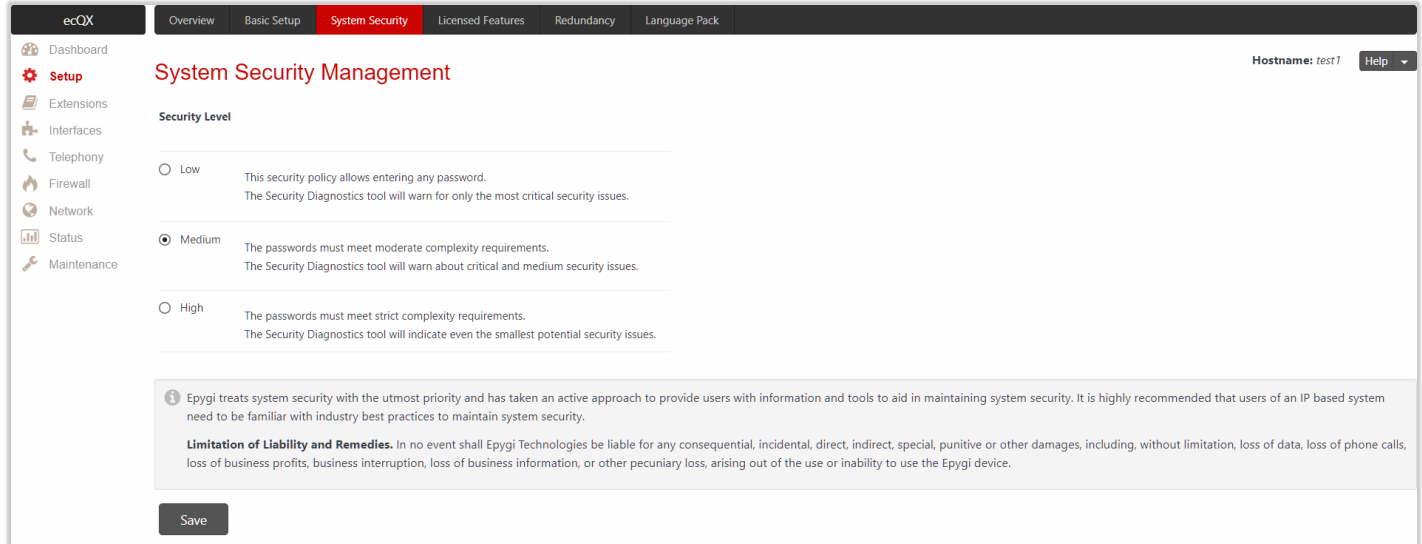 ecQX
Overview Basic Setup System Security Licensed Features Redundancy Language Pack
Dashboard
Setup
Extensions
Interfaces
Telephony
Firewall
Network
Status
Maintenance
Hostname: test1 Help
System Security Management
Security Level
Low
This security policy allows entering any password.
The Security Diagnostics tool will warn for only the most critical security issues.
Medium
The passwords must meet moderate complexity requirements.
The Security Diagnostics tool will warn about critical and medium security issues.
High
The passwords must meet strict complexity requirements.
The Security Diagnostics tool will indicate even the smallest potential security issues.
Epygi treats system security with the utmost priority and has taken an active approach to provide users with information and tools to aid in maintaining system security. It is highly recommended that users of an IP based system
need to be familiar with industry best practices to maintain system security.
Limitation of Liability and Remedies. In no event shall Epygi Technologies be liable for any consequential, incidental, direct, indirect, special, punitive or other damages, including, without limitation, loss of data, loss of phone calls,
loss of business profits, business interruption, loss of business information, or other pecuniary loss, arising out of the use or inability to use the Epygi device.
Save